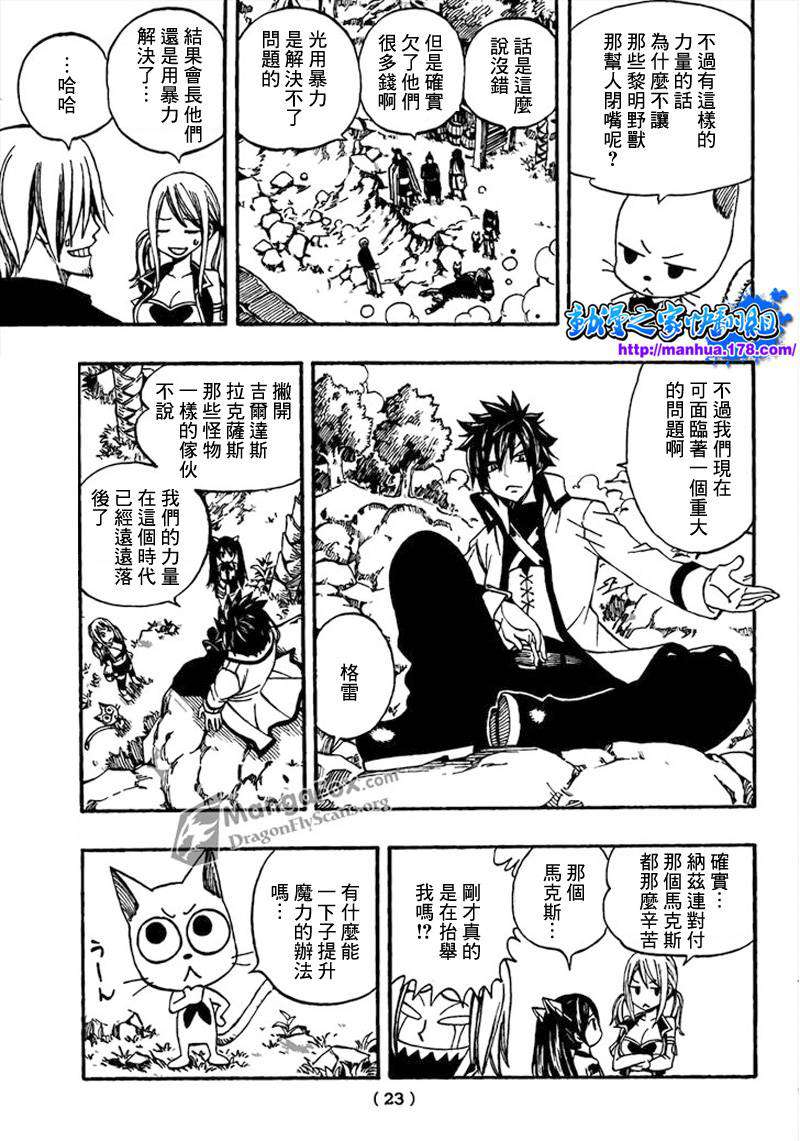 不過有這樣的
力量的話
為什麼不讓
那些黎明野獸
那幫人閉嘴呢?
話是這麼
說沒錯
但是確實
欠了他們
很多錢啊
光用暴力
是解決不了
問題的
結果會長他們
還是用暴力
解決了…
…哈哈
動漫之家快翻組
http://manhua.178.com/
不過我們現在
可面臨著一個重大
的問題啊
格雷
撇開
吉爾達斯
拉克薩斯
那些怪物
一樣的傢伙
不說
我們的力量
在這個時代
已經遠遠落
後了
MangaFox.com
DragonFlyScans.org
確實…
納茲連對付
那個馬克斯
都那麼辛苦
那個
馬克斯…
剛才真的
是在抬舉
我嗎!?
有什麼能
一下子提升
魔力的辦法
嗎…
うーん
(23)